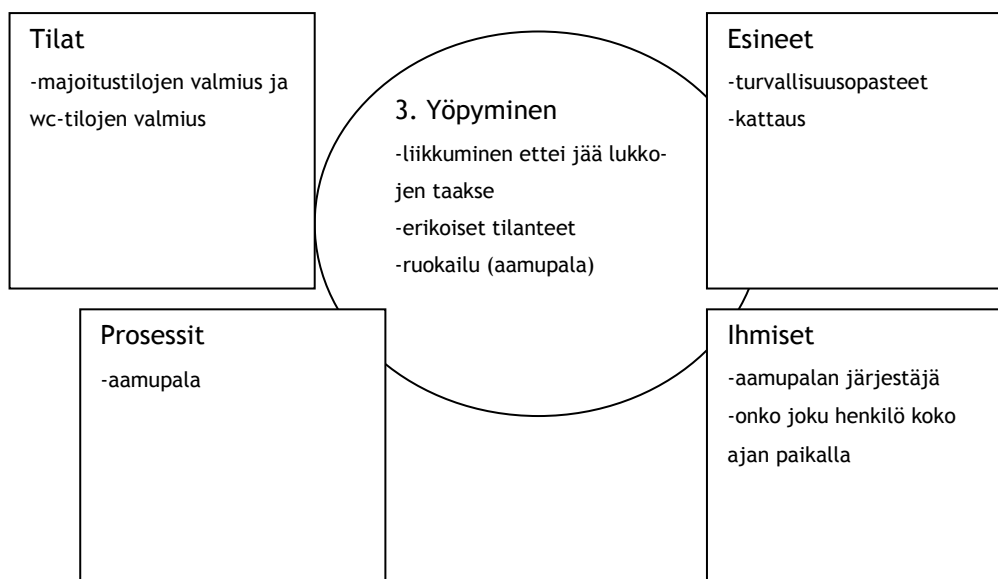 Tilat
-majoitustilojen valmius ja
wc-tilojen valmius
3. Yöpyminen
-liikkuminen ettei jää lukko-
jen taakse
-erikoiset tilanteet
-ruokailu (aamupala)
Esineet
-turvallisuusopasteet
-kattaus
Prosessit
-aamupala
Ihmiset
-aamupalan järjestäjä
-onko joku henkilö koko
ajan paikalla